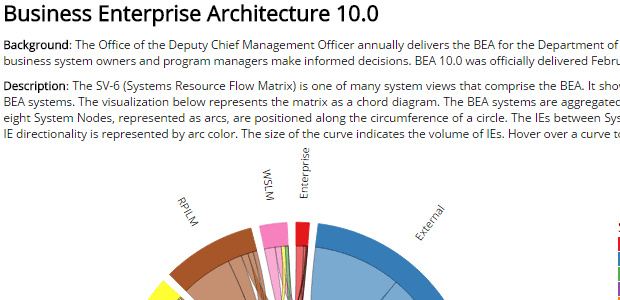 Business Enterprise Architecture 10.0
Background: The Office of the Deputy Chief Management Officer annually delivers the BEA for the Department of
business system owners and program managers make informed decisions. BEA 10.0 was officially delivered
Description: The SV-6 (Systems Resource Flow Matrix) is one of many system views that comprise the BEA. It
BEA systems. The visualization below represents the matrix as a chord diagram. The BEA systems are
eight System Nodes, represented as arcs, are positioned along the circumference of a circle. The IEs between
IE directionality is represented by arc color. The size of the curve indicates the volume of IEs. Hover over a curve
Enterprise
WSLM
RPILM
External